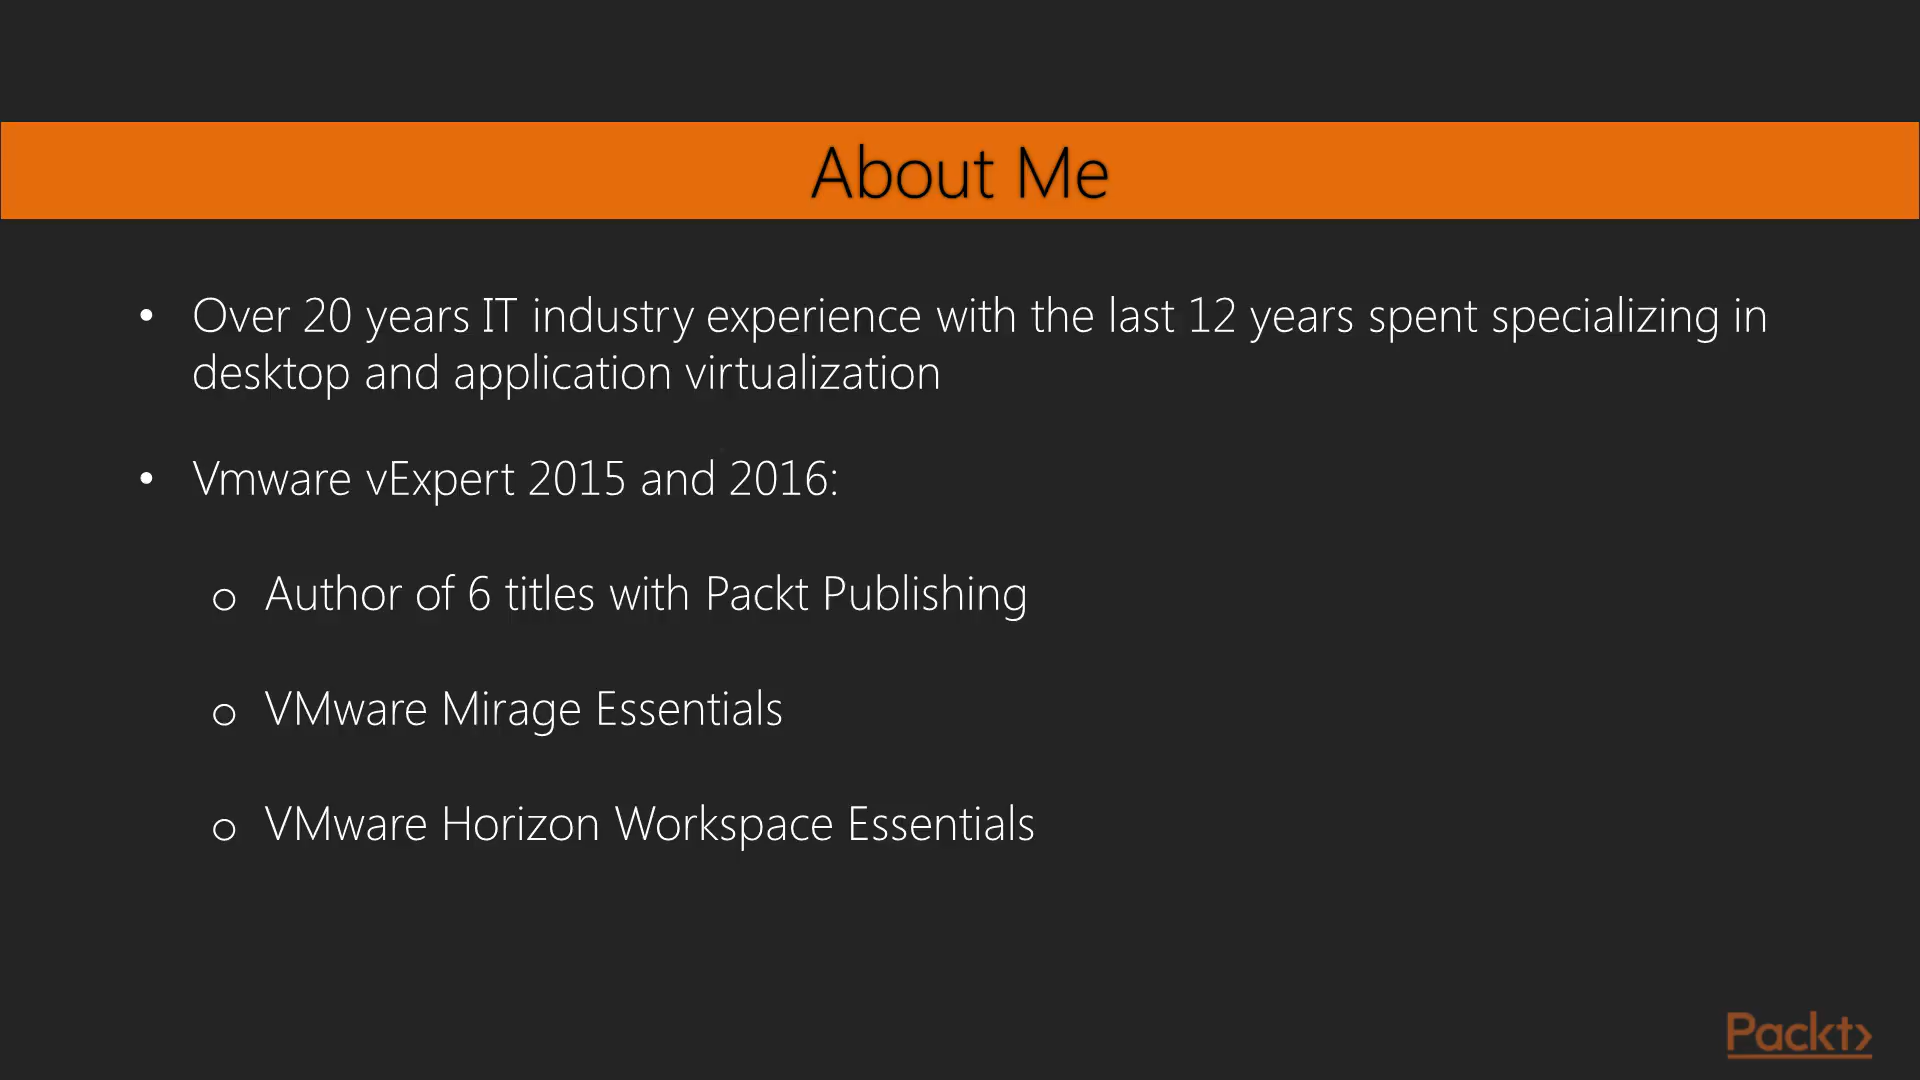 About Me
• Over 20 years IT industry experience with the last 12 years spent specializing in
desktop and application virtualization
• Vmware vExpert 2015 and 2016:
o Author of 6 titles with Packt Publishing
o VMware Mirage Essentials
o VMware Horizon Workspace Essentials
Packt>